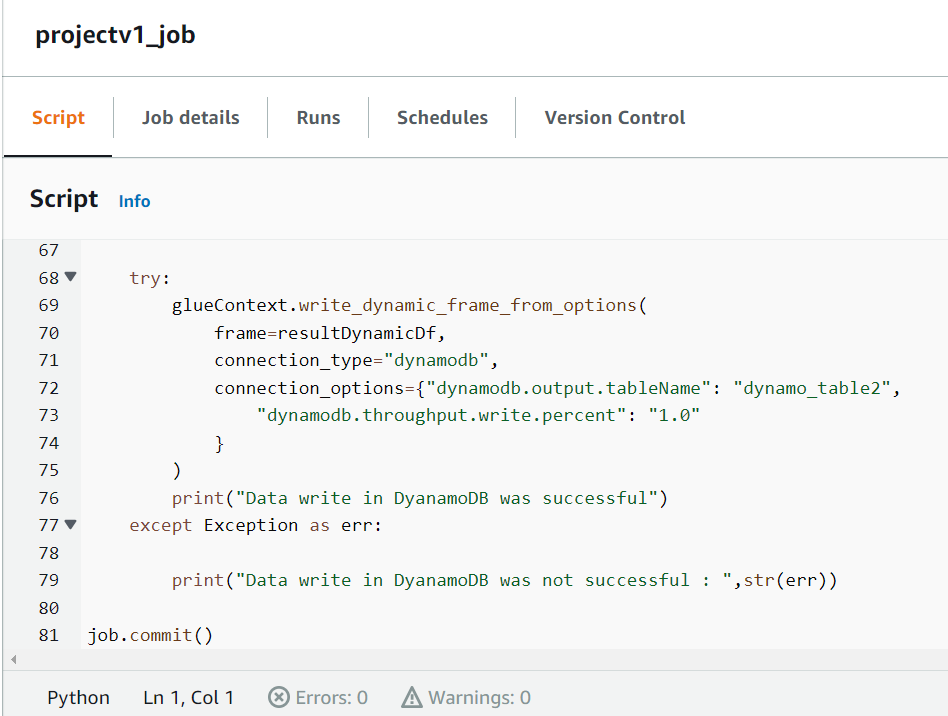 projectv1_job
Script Job details Runs Schedules Version Control
Script Info
67
68 try:
69 glueContext.write_dynamic_frame_from_options(
70 frame=resultDynamicDf,
71 connection_type="dynamodb",
72 connection_options={"dynamodb.output.tableName": "dynamo_table2",
73 "dynamodb.throughput.write.percent": "1.0"
74 }
75 )
76 print("Data write in DyanamoDB was successful")
77 except Exception as err:
78
79 print("Data write in DyanamoDB was not successful : ",str(err))
80
81 job.commit()
Python Ln 1, Col 1 Errors: 0 Warnings: 0